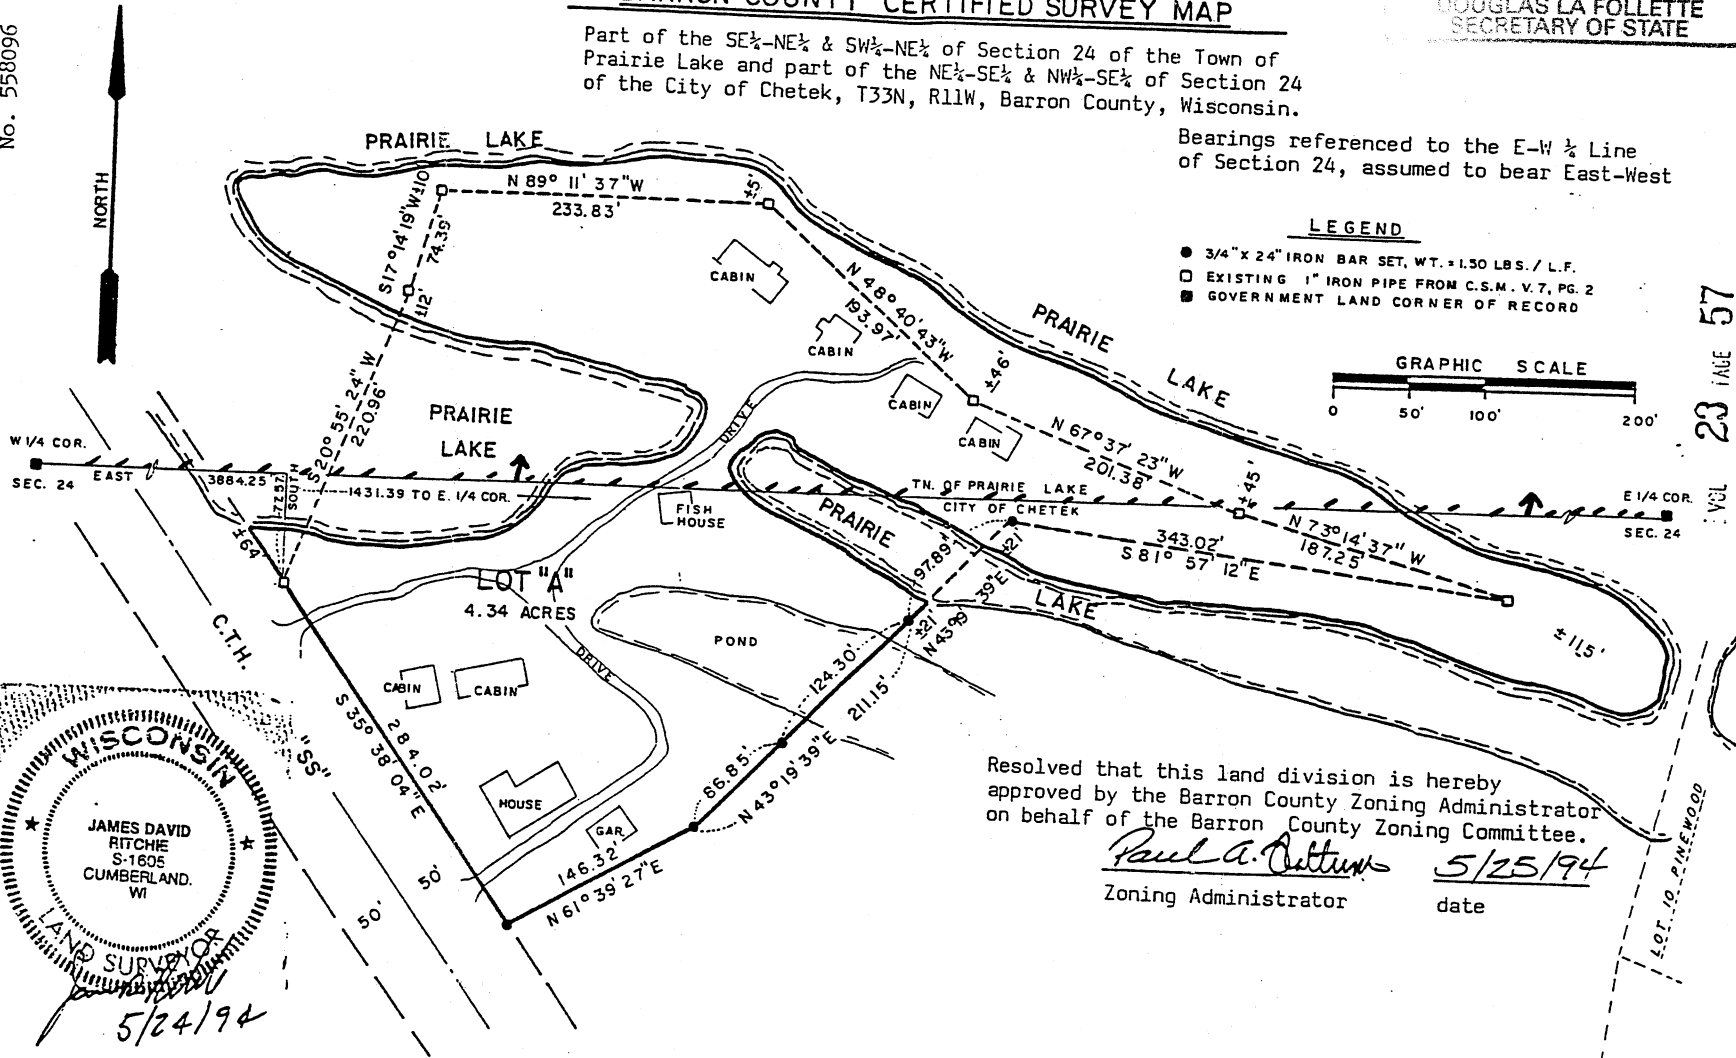 No. 558096
BARRON COUNTY CERTIFIED SURVEY MAP
DOUGLAS LA FOLLETTE
SECRETARY OF STATE
Part of the SE¼-NE¼ & SW¼-NE¼ of Section 24 of the Town of
Prairie Lake and part of the NE¼-SE¼ & NW¼-SE¼ of Section 24
of the City of Chetek, T33N, R11W, Barron County, Wisconsin.
Bearings referenced to the E-W ¼ Line
of Section 24, assumed to bear East-West
NORTH
LEGEND
3/4" X 24" IRON BAR SET, WT. = 1.50 LBS. / L.F.
EXISTING 1" IRON PIPE FROM C.S.M. V. 7, PG. 2
GOVERNMENT LAND CORNER OF RECORD
GRAPHIC SCALE
0 50' 100' 200'
VOL 23 PAGE 57
PRAIRIE LAKE
N 89° 11' 37" W
233.83'
±5'
±10'
S 17° 14' 19" W
74.39'
±12'
CABIN
N 48° 40' 43" W
193.97'
CABIN
±46'
PRAIRIE
LAKE
CABIN
CABIN
N 67° 37' 23" W
201.38'
±45'
DRIVE
S 20° 55' 24" W
220.96'
PRAIRIE
LAKE
W 1/4 COR.
SEC. 24
EAST
3884.25'
72.57'
SOUTH
1431.39 TO E. 1/4 COR.
FISH
HOUSE
TN. OF PRAIRIE LAKE
CITY OF CHETEK
E 1/4 COR.
SEC. 24
PRAIRIE
LAKE
N 73° 14' 37" W
187.25'
343.02'
S 81° 57' 12" E
97.89'
±21'
±21'
N 43° 19' 39" E
±115'
±64'
LOT "A"
4.34 ACRES
POND
DRIVE
124.30'
211.15'
86.85'
N 43° 19' 39" E
C.T.H.
"SS"
CABIN
CABIN
S 35° 38' 04" E
284.02'
HOUSE
GAR.
146.32'
N 61° 39' 27" E
50'
50'
Resolved that this land division is hereby
approved by the Barron County Zoning Administrator
on behalf of the Barron County Zoning Committee.
Paul A.
5/25/94
Zoning Administrator
date
LOT 10 PINEWOOD
WISCONSIN
JAMES DAVID
RITCHIE
S-1605
CUMBERLAND.
WI
LAND SURVEYOR
5/24/94